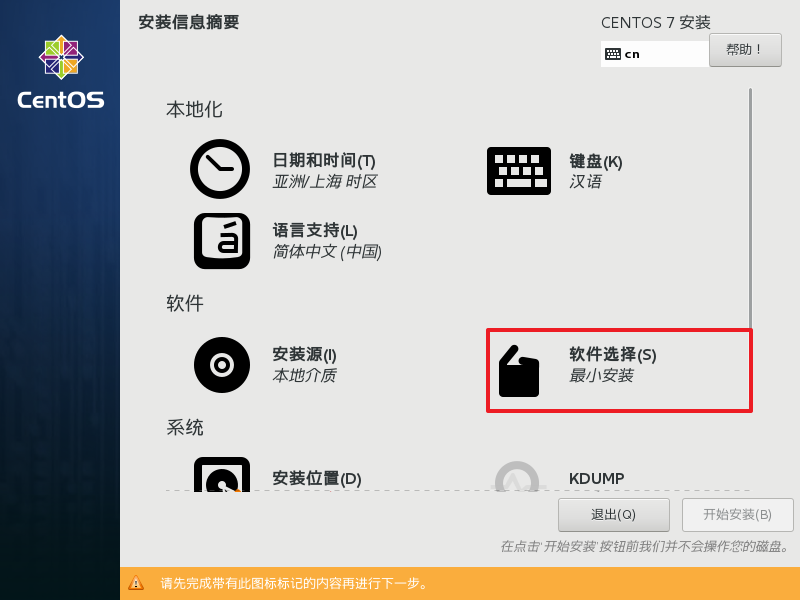 安装信息摘要
CENTOS 7 安装
cn
帮助！
CentOS
本地化
日期和时间(T)
亚洲/上海 时区
键盘(K)
汉语
语言支持(L)
简体中文 (中国)
软件
安装源(I)
本地介质
软件选择(S)
最小安装
系统
安装位置(D)
KDUMP
退出(Q)
开始安装(B)
在点击‘开始安装’按钮前我们并不会操作您的磁盘。
请先完成带有此图标标记的内容再进行下一步。